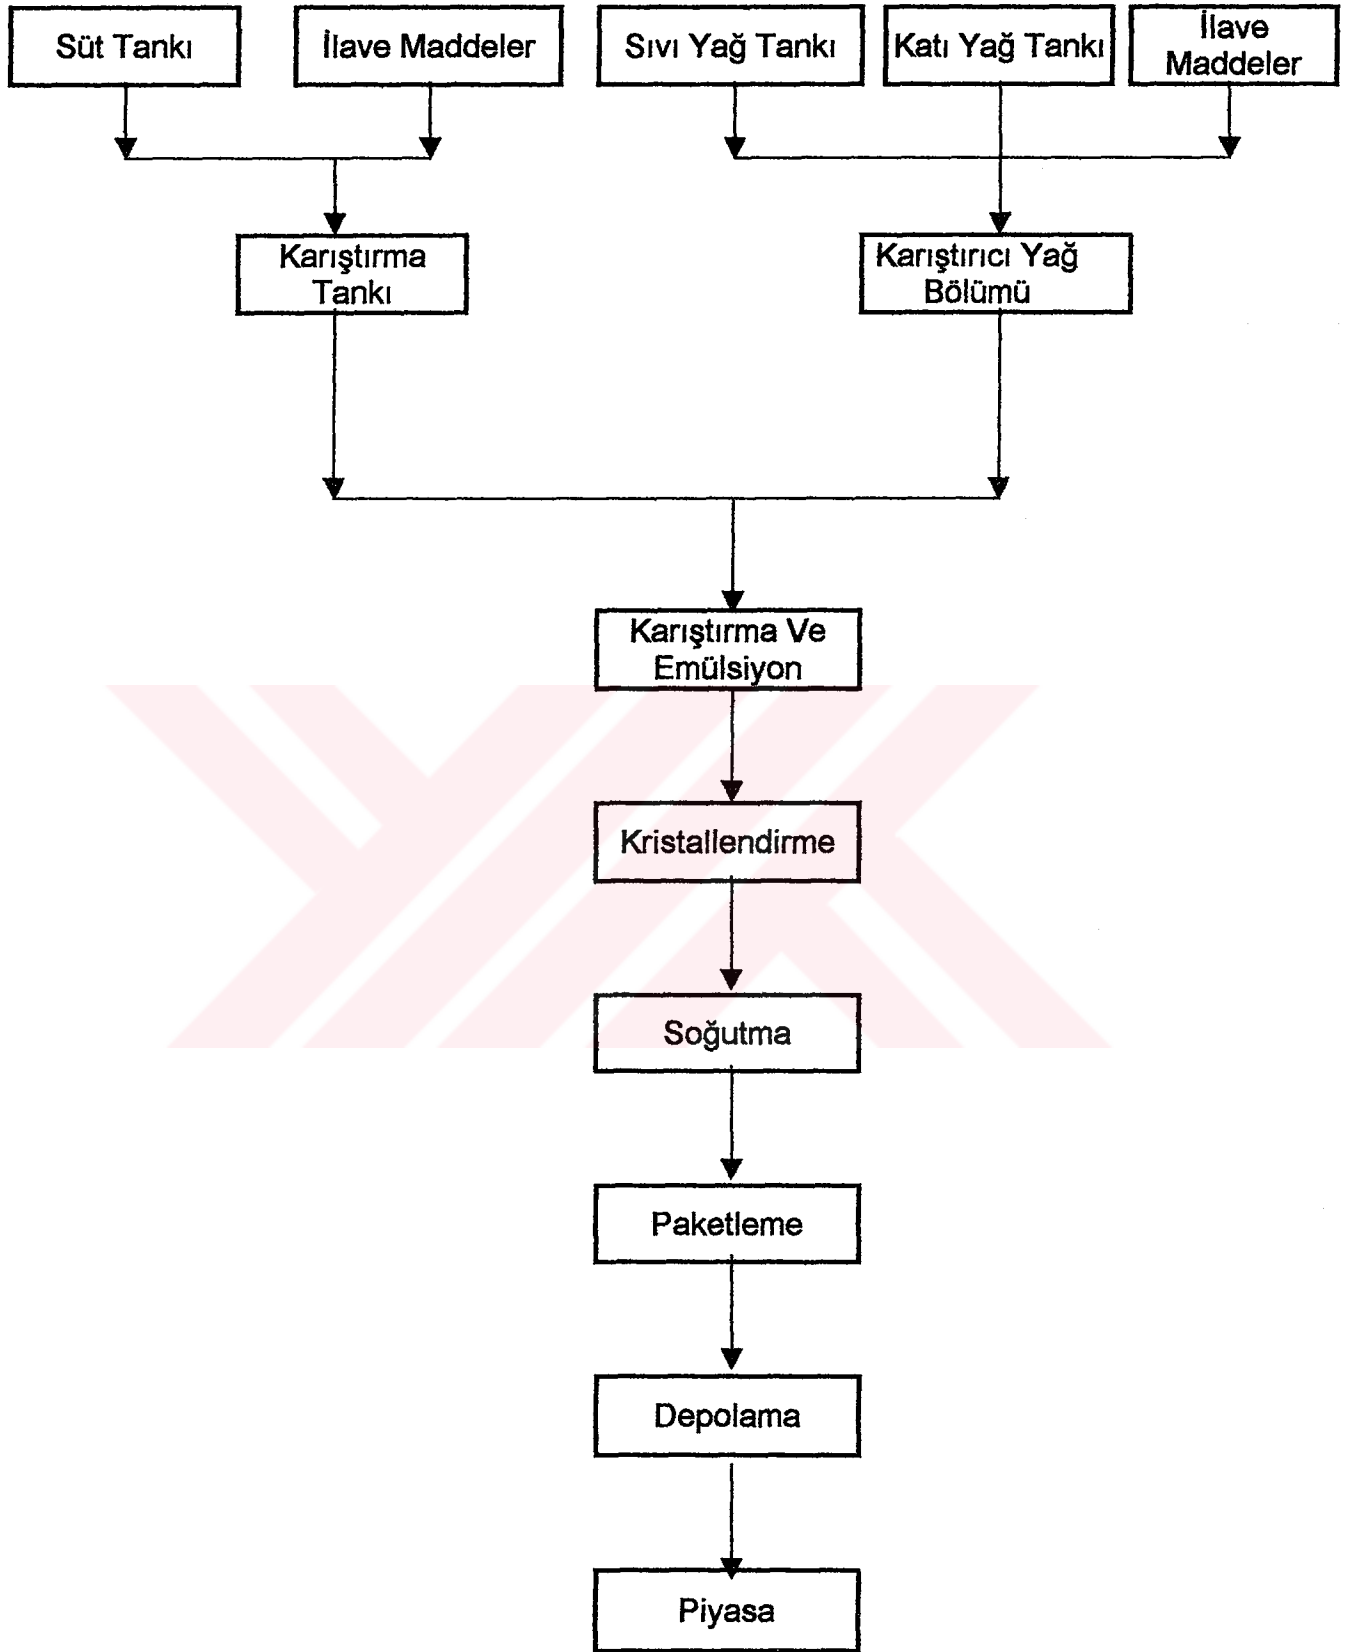 Süt Tankı
İlave Maddeler
Sıvı Yağ Tankı
Katı Yağ Tankı
İlave
Maddeler
Karıştırma
Tankı
Karıştırıcı Yağ
Bölümü
Karıştırma Ve
Emülsiyon
Kristallendirme
Soğutma
Paketleme
Depolama
Piyasa